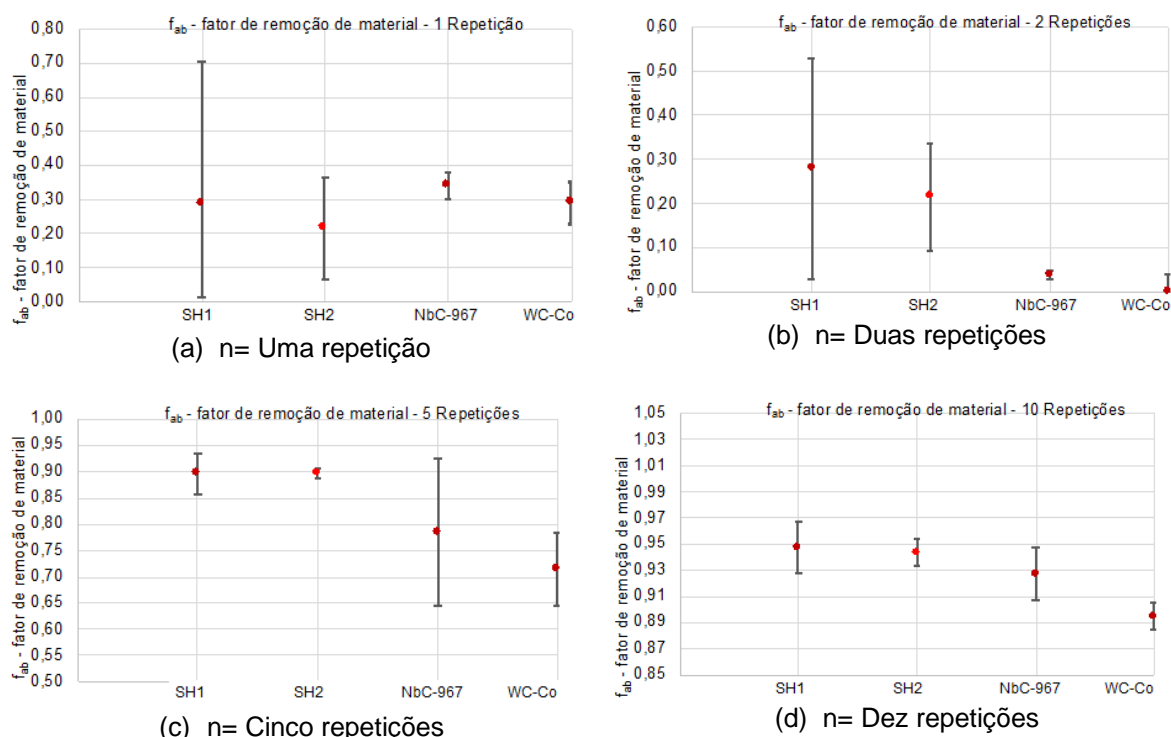 f_ab - fator de remoção de material - 1 Repetição
f_ab - fator de remoção de material
0,80
0,70
0,60
0,50
0,40
0,30
0,20
0,10
0,00
SH1 SH2 NbC-967 WC-Co
(a) n= Uma repetição
f_ab - fator de remoção de material - 2 Repetições
f_ab - fator de remoção de material
0,60
0,50
0,40
0,30
0,20
0,10
0,00
SH1 SH2 NbC-967 WC-Co
(b) n= Duas repetições
f_ab - fator de remoção de material - 5 Repetições
f_ab - fator de remoção de material
1,00
0,95
0,90
0,85
0,80
0,75
0,70
0,65
0,60
0,55
0,50
SH1 SH2 NbC-967 WC-Co
(c) n= Cinco repetições
f_ab - fator de remoção de material - 10 Repetições
f_ab - fator de remoção de material
1,05
1,03
1,01
0,99
0,97
0,95
0,93
0,91
0,89
0,87
0,85
SH1 SH2 NbC-967 WC-Co
(d) n= Dez repetições